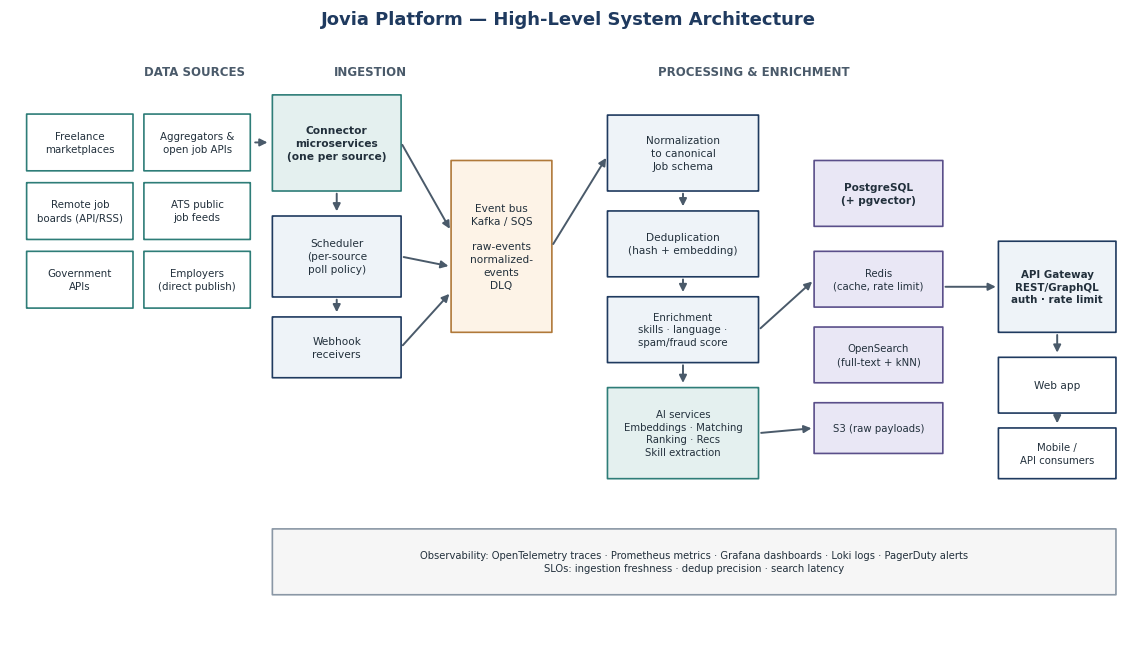 Jovia Platform — High-Level System Architecture
DATA SOURCES
INGESTION
PROCESSING & ENRICHMENT
Freelance
marketplaces
Aggregators &
open job APIs
Remote job
boards (API/RSS)
ATS public
job feeds
Government
APIs
Employers
(direct publish)
Connector
microservices
(one per source)
Scheduler
(per-source
poll policy)
Webhook
receivers
Event bus
Kafka / SQS
raw-events
normalized-
events
DLQ
Normalization
to canonical
Job schema
Deduplication
(hash + embedding)
Enrichment
skills · language ·
spam/fraud score
AI services
Embeddings · Matching
Ranking · Recs
Skill extraction
PostgreSQL
(+ pgvector)
Redis
(cache, rate limit)
OpenSearch
(full-text + kNN)
S3 (raw payloads)
API Gateway
REST/GraphQL
auth · rate limit
Web app
Mobile /
API consumers
Observability: OpenTelemetry traces · Prometheus metrics · Grafana dashboards · Loki logs · PagerDuty alerts
SLOs: ingestion freshness · dedup precision · search latency